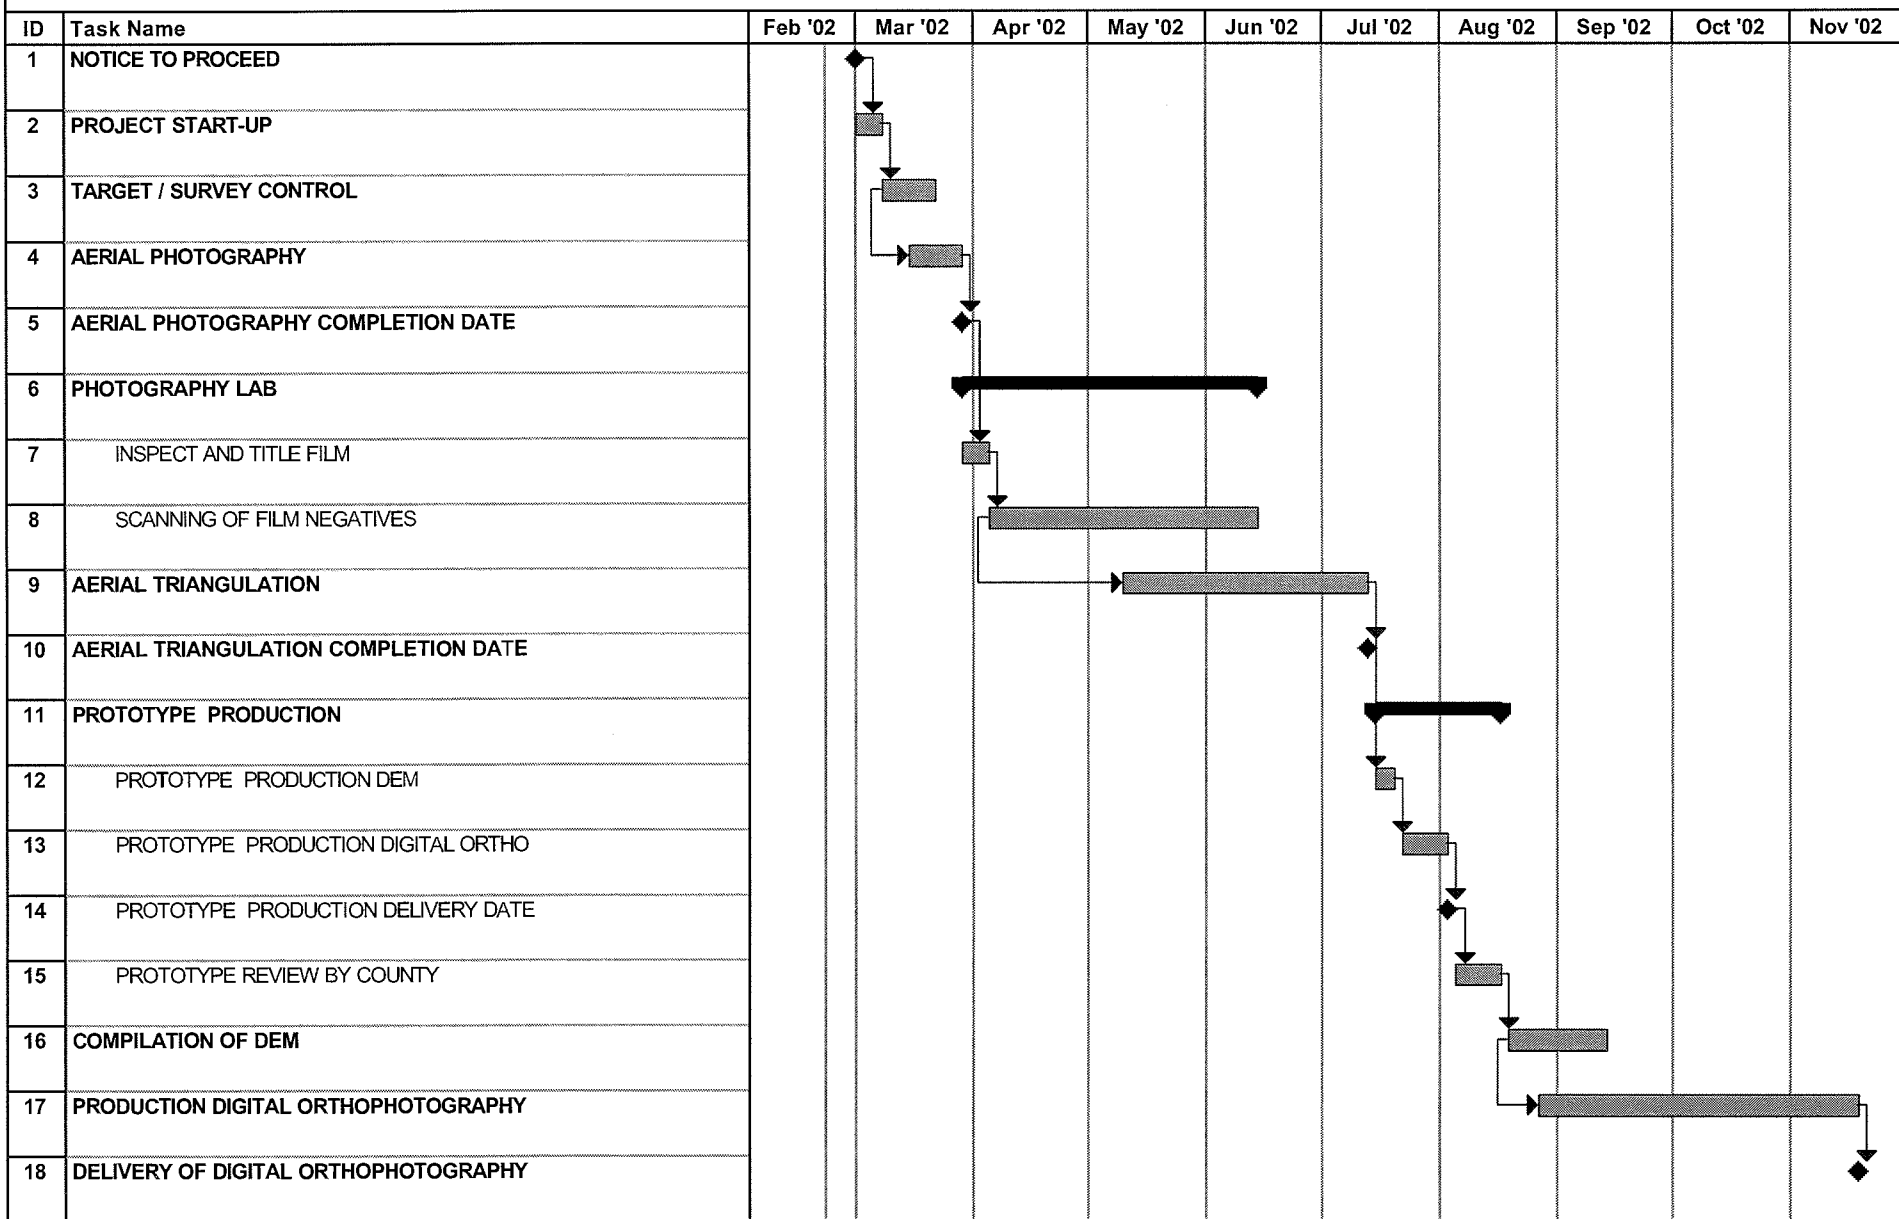 ID Task Name Feb '02 Mar '02 Apr '02 May '02 Jun '02 Jul '02 Aug '02 Sep '02 Oct '02 Nov '02
1 NOTICE TO PROCEED
2 PROJECT START-UP
3 TARGET / SURVEY CONTROL
4 AERIAL PHOTOGRAPHY
5 AERIAL PHOTOGRAPHY COMPLETION DATE
6 PHOTOGRAPHY LAB
7 INSPECT AND TITLE FILM
8 SCANNING OF FILM NEGATIVES
9 AERIAL TRIANGULATION
10 AERIAL TRIANGULATION COMPLETION DATE
11 PROTOTYPE PRODUCTION
12 PROTOTYPE PRODUCTION DEM
13 PROTOTYPE PRODUCTION DIGITAL ORTHO
14 PROTOTYPE PRODUCTION DELIVERY DATE
15 PROTOTYPE REVIEW BY COUNTY
16 COMPILATION OF DEM
17 PRODUCTION DIGITAL ORTHOPHOTOGRAPHY
18 DELIVERY OF DIGITAL ORTHOPHOTOGRAPHY